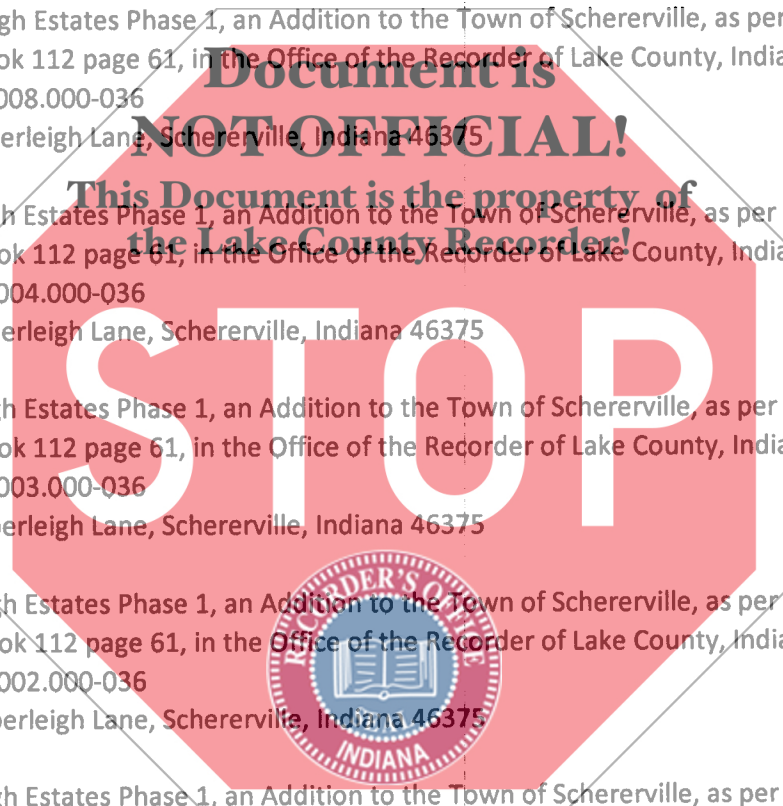 gh Estates Phase 1, an Addition to the Town of Schererville, as per
ok 112 page 61, in the Office of the Recorder of Lake County, India
Document is
008.000-036
erleigh Lane, Schererville, Indiana 46375
NOT OFFICIAL!
This Document is the property of
h Estates Phase 1, an Addition to the Town of Schererville, as per
the Lake County Recorder!
ok 112 page 61, in the Office of the Recorder of Lake County, India
004.000-036
erleigh Lane, Schererville, Indiana 46375
STOP
gh Estates Phase 1, an Addition to the Town of Schererville, as per
ok 112 page 61, in the Office of the Recorder of Lake County, India
003.000-036
erleigh Lane, Schererville, Indiana 46375
RECORDER'S OFFICE
gh Estates Phase 1, an Addition to the Town of Schererville, as per
ok 112 page 61, in the Office of the Recorder of Lake County, India
002.000-036
erleigh Lane, Schererville, Indiana 46375
SEAL
INDIANA
gh Estates Phase 1, an Addition to the Town of Schererville, as per